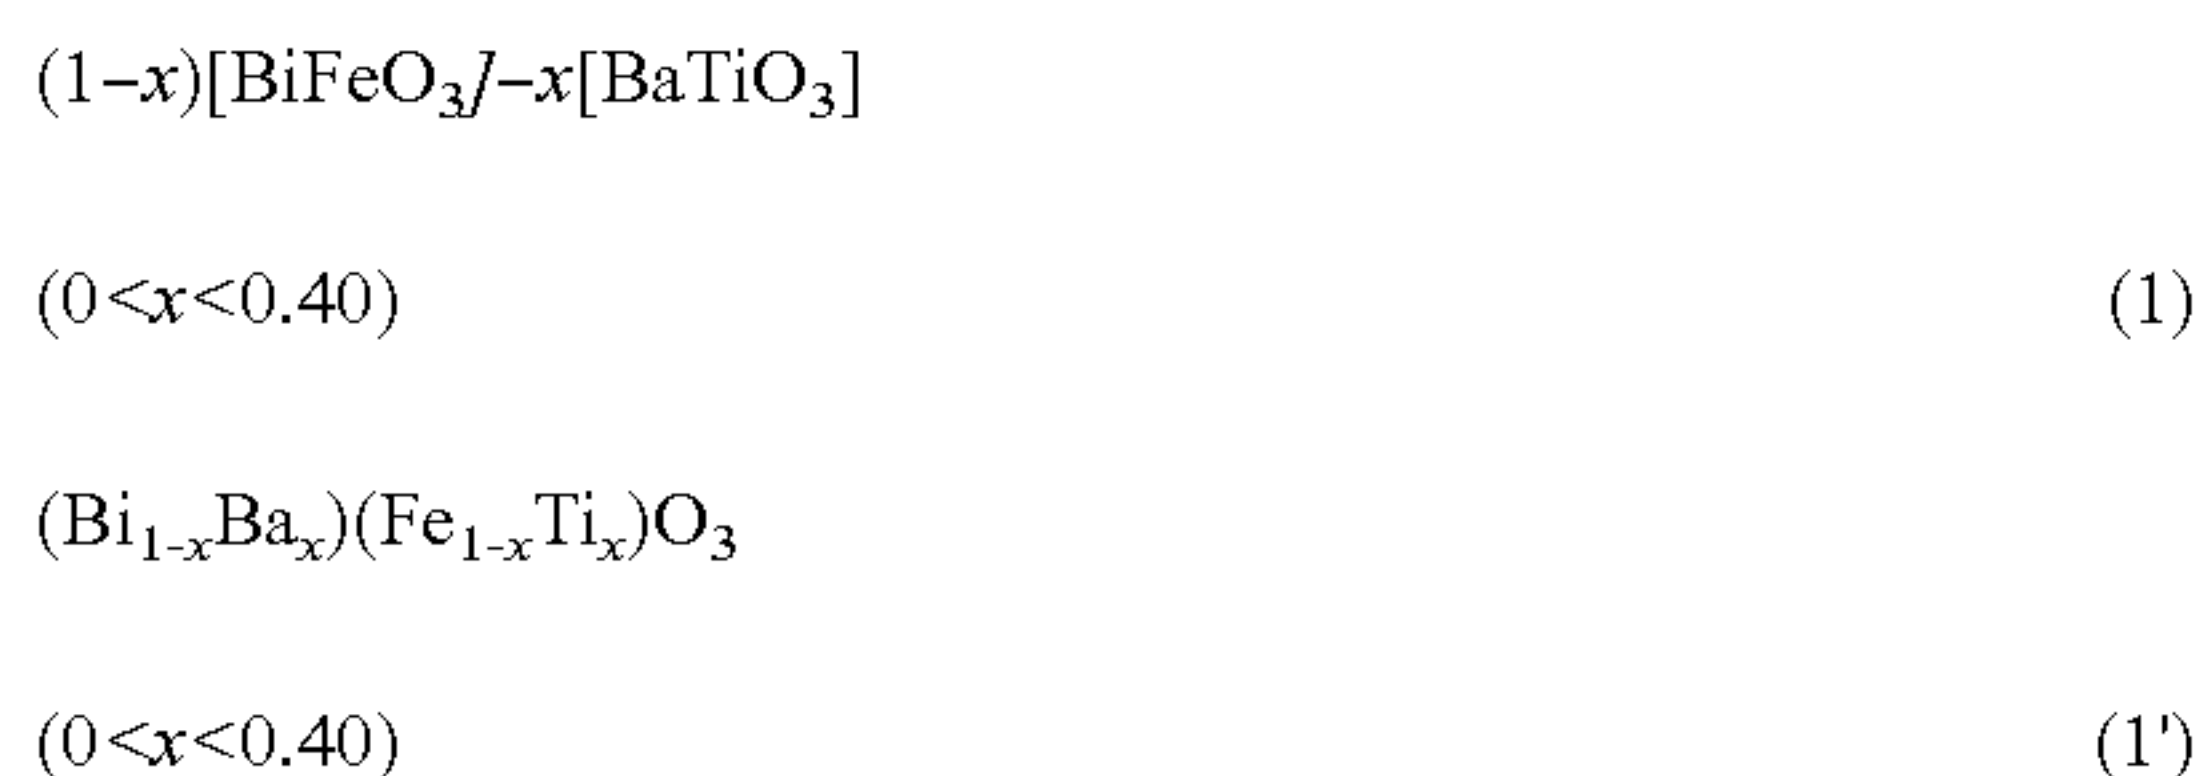 (1–x)[BiFeO₃]–x[BaTiO₃]
(0<x<0.40) (1)
(Bi₁₋ₓBaₓ)(Fe₁₋ₓTiₓ)O₃
(0<x<0.40) (1')